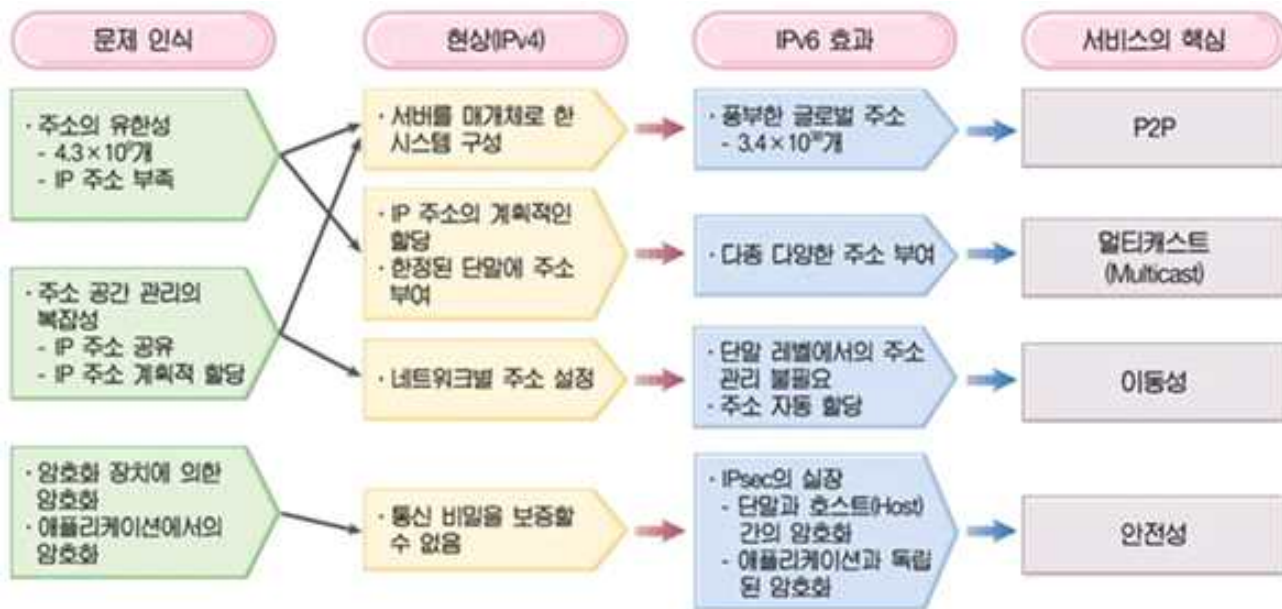 문제 인식
현상(IPv4)
IPv6 효과
서비스의 핵심
· 주소의 유한성
- 4.3×10⁹개
- IP 주소 부족
· 주소 공간 관리의
복잡성
- IP 주소 공유
- IP 주소 계획적 할당
· 암호화 장치에 의한
암호화
· 애플리케이션에서의
암호화
· 서버를 매개체로 한
시스템 구성
· IP 주소의 계획적인
할당
· 한정된 단말에 주소
부여
· 네트워크별 주소 설정
· 통신 비밀을 보증할
수 없음
· 풍부한 글로벌 주소
- 3.4×10³⁸개
· 다종 다양한 주소 부여
· 단말 레벨에서의 주소
관리 불필요
· 주소 자동 할당
· IPsec의 실장
- 단말과 호스트(Host)
간의 암호화
- 애플리케이션과 독립
된 암호화
P2P
멀티캐스트
(Multicast)
이동성
안전성